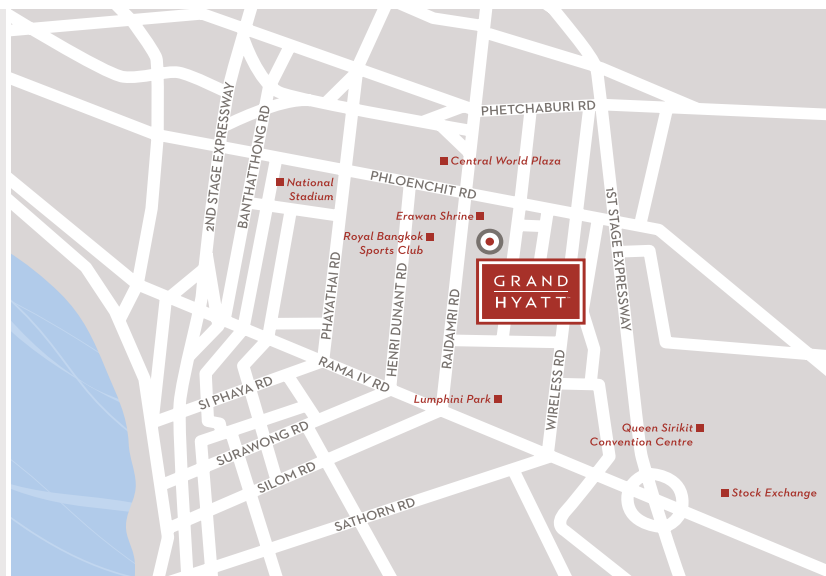 PHETCHABURI RD
2ND STAGE EXPRESSWAY
BANTHATTHONG RD
Central World Plaza
National
Stadium
PHLOENCHIT RD
1ST STAGE EXPRESSWAY
Erawan Shrine
Royal Bangkok
Sports Club
GRAND
HYATT
PHAYATHAI RD
HENRI DUNANT RD
RAJDAMRI RD
WIRELESS RD
RAMA IV RD
SI PHAYA RD
Lumphini Park
SURAWONG RD
Queen Sirikit
Convention Centre
SILOM RD
Stock Exchange
SATHORN RD